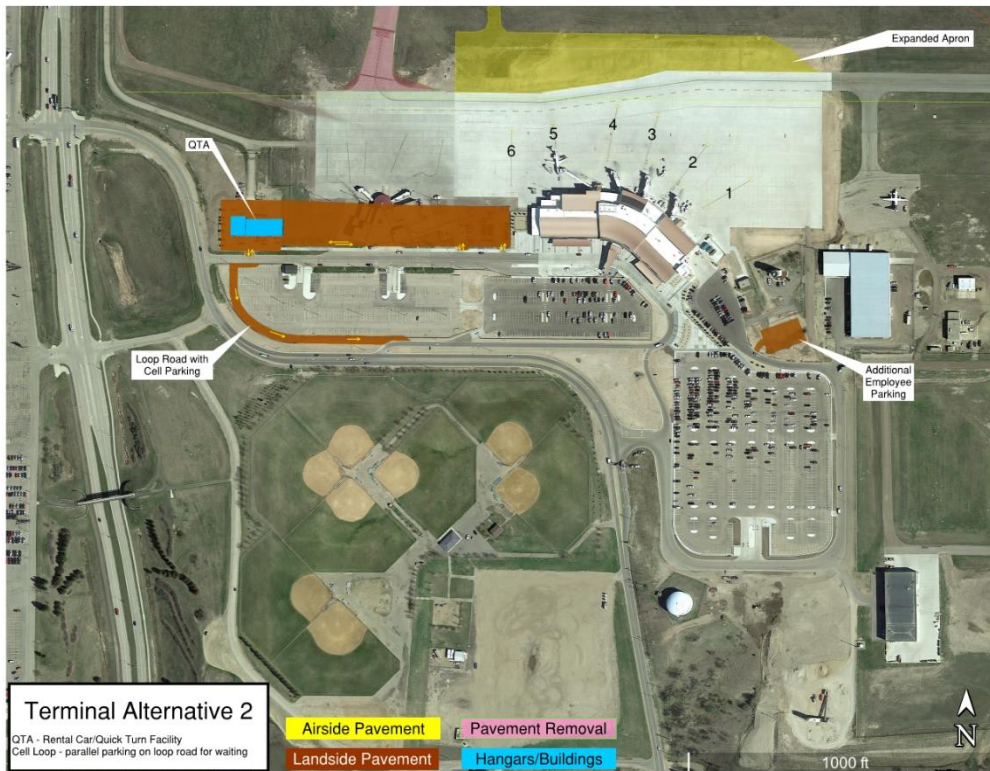 Expanded Apron
QTA
4
5
3
6
2
1
Loop Road with
Cell Parking
Additional
Employee
Parking
Terminal Alternative 2
QTA - Rental Car/Quick Turn Facility
Cell Loop - parallel parking on loop road for waiting
Airside Pavement
Pavement Removal
Landside Pavement
Hangars/Buildings
N
1000 ft